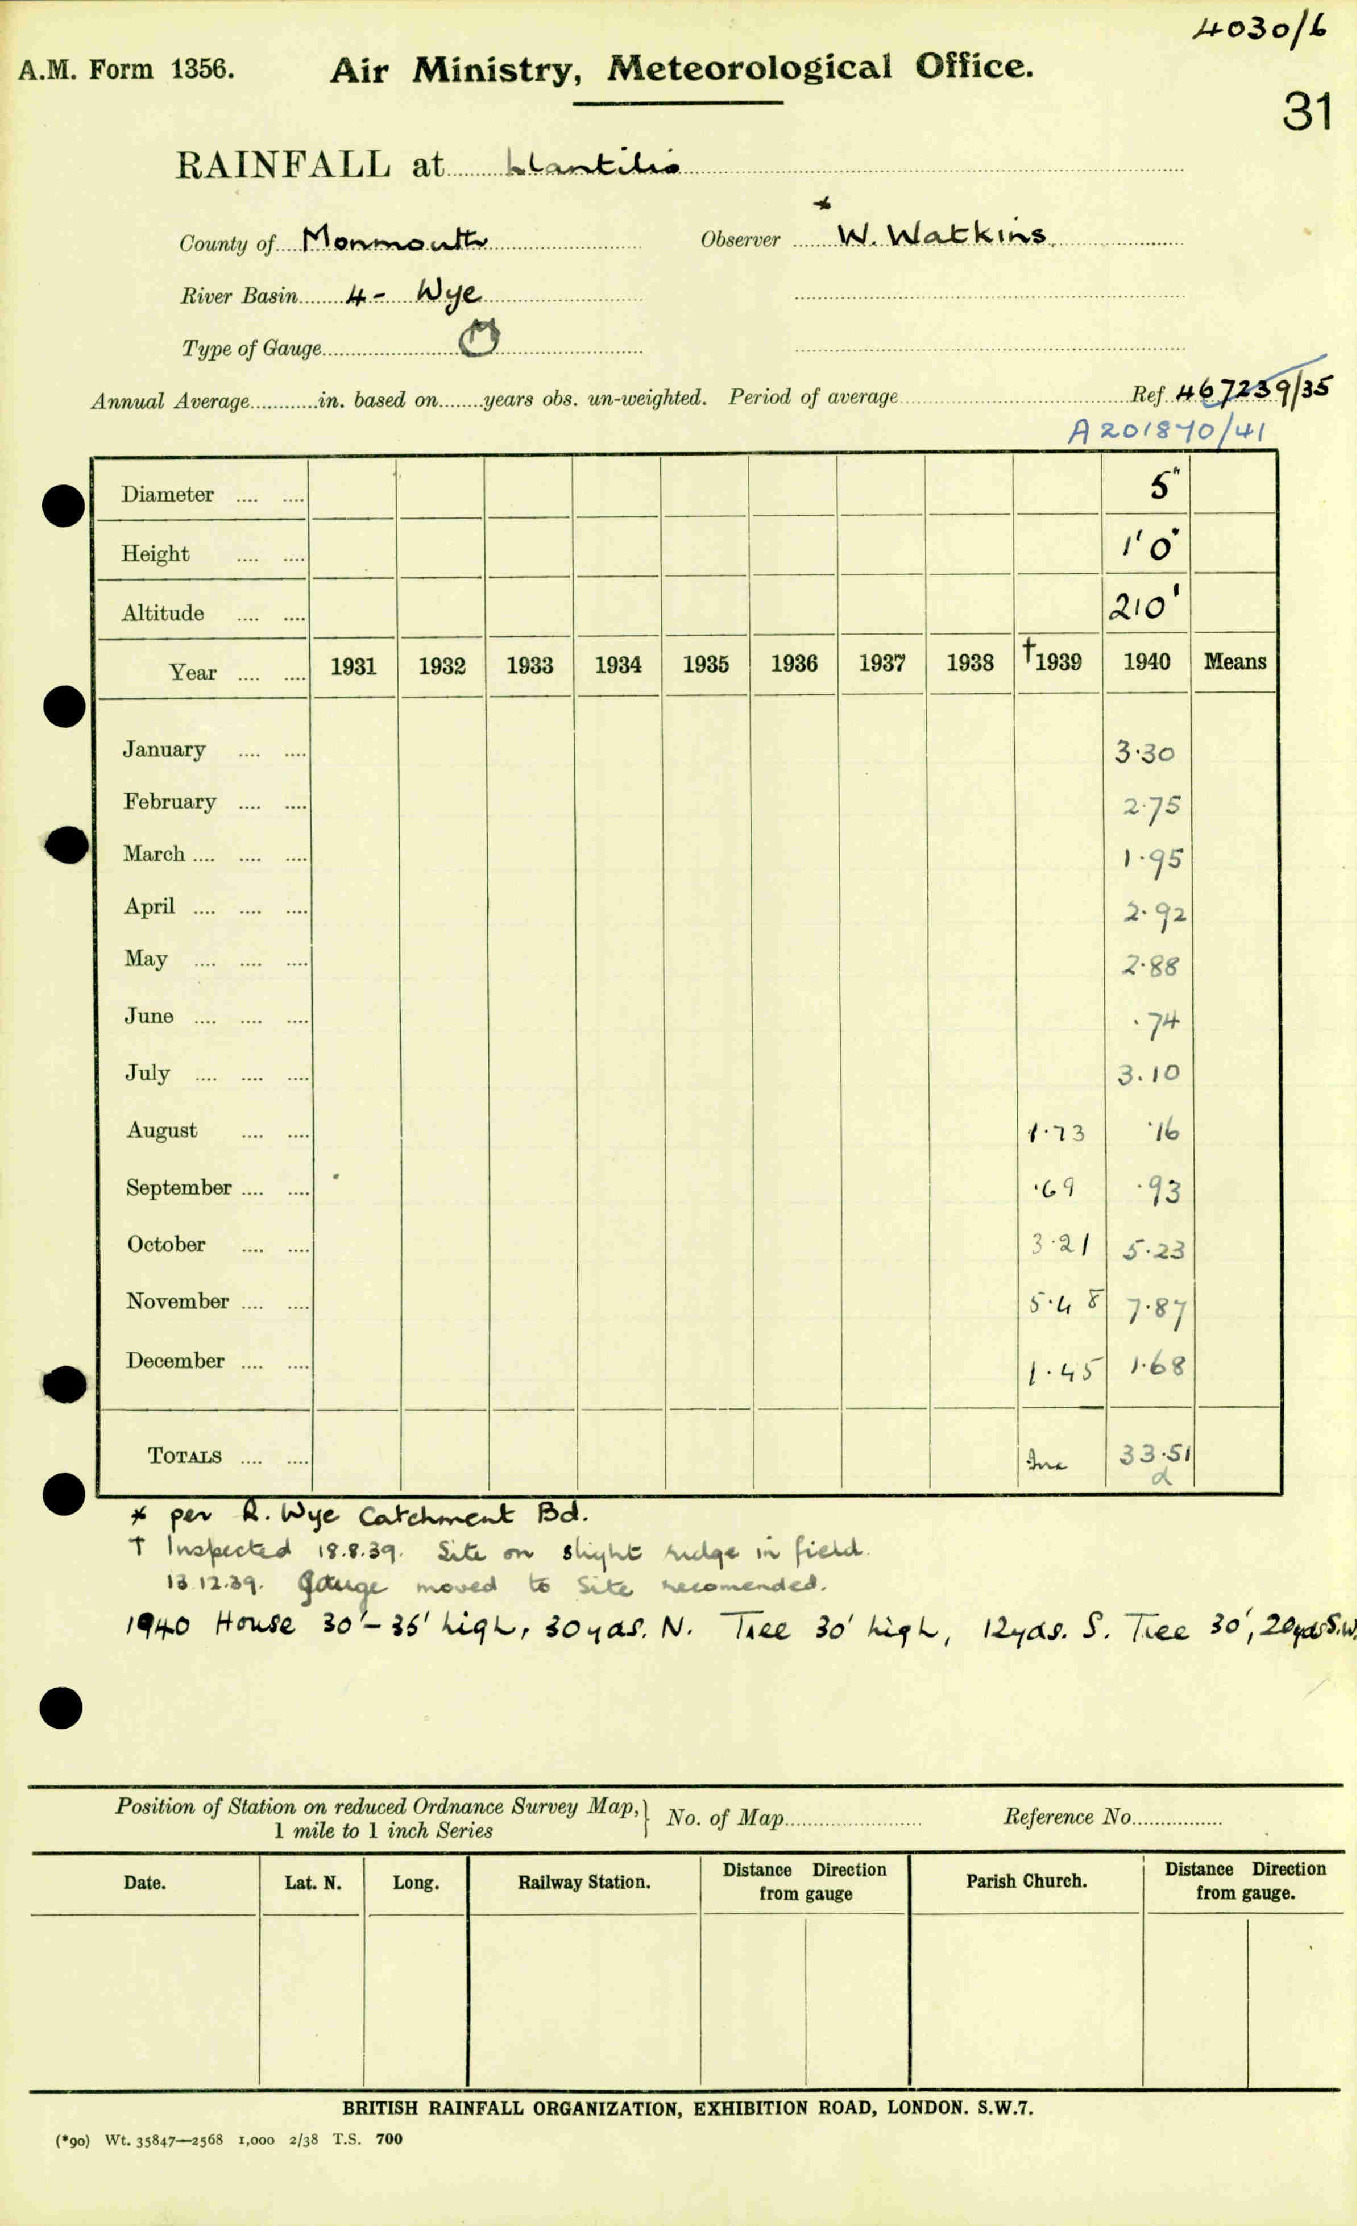 4030/6
A.M. Form 1356. Air Ministry, Meteorological Office.
31
RAINFALL at Llantilio
County of Monmouth Observer * W. Watkins.
River Basin 4 - Wye
Type of Gauge M
Annual Average............in. based on........years obs. un-weighted. Period of average Ref. 467239/35
A201870/41
Diameter .... .... 5"
Height .... .... 1'0"
Altitude .... .... 210'
Year .... .... 1931 1932 1933 1934 1935 1936 1937 1938 †1939 1940 Means
January .... .... 3·30
February .... .... 2·75
March .... .... .... 1·95
April .... .... .... 2·92
May .... .... .... 2·88
June .... .... .... ·74
July .... .... .... 3.10
August .... .... 1·73 ·16
September .... .... ·69 ·93
October .... .... 3·21 5·23
November .... .... 5·48 7·87
December .... .... 1·45 1·68
TOTALS .... .... Inc 33·51
d
* per R. Wye Catchment Bd.
† Inspected 18.8.39. Site on slight ridge in field.
13.12.39. Gauge moved to site recomended.
1940 House 30'-35' high, 30yds. N. Tree 30' high, 12yds. S. Tree 30', 20yds S.W.
Position of Station on reduced Ordnance Survey Map, } No. of Map Reference No.
1 mile to 1 inch Series
Date. Lat. N. Long. Railway Station. Distance Direction from gauge Parish Church. Distance Direction from gauge.
BRITISH RAINFALL ORGANIZATION, EXHIBITION ROAD, LONDON. S.W.7.
(*90) Wt. 35847—2568 1,000 2/38 T.S. 700